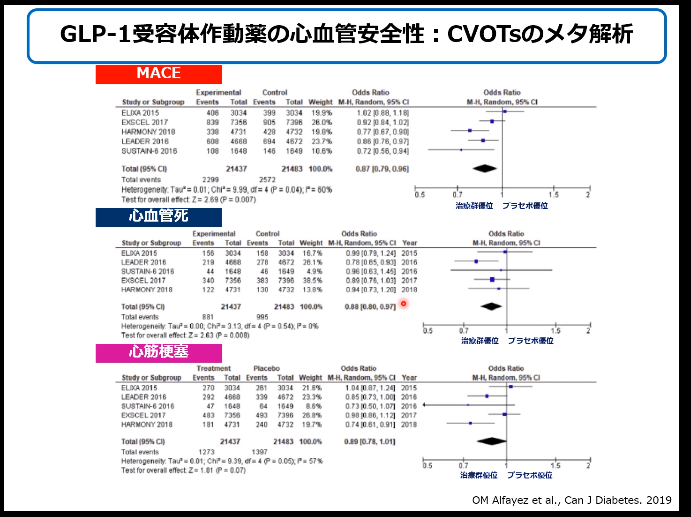 GLP-1受容体作動薬の心血管安全性：CVOTsのメタ解析
MACE
Experimental Control Odds Ratio Odds Ratio
Study or Subgroup Events Total Events Total Weight M-H, Random, 95% CI M-H, Random, 95% CI
ELIXA 2015 406 3034 399 3034 19.9% 1.02 [0.88, 1.18]
EXSCEL 2017 839 7356 905 7396 26.0% 0.92 [0.84, 1.02]
HARMONY 2018 338 4731 428 4732 20.3% 0.77 [0.67, 0.90]
LEADER 2016 608 4668 694 4672 23.7% 0.86 [0.76, 0.97]
SUSTAIN-6 2016 108 1648 146 1649 10.1% 0.72 [0.56, 0.94]
Total (95% CI) 21437 21483 100.0% 0.87 [0.79, 0.96]
Total events 2299 2572
Heterogeneity: Tau² = 0.01; Chi² = 9.99, df = 4 (P = 0.04); I² = 60%
Test for overall effect: Z = 2.69 (P = 0.007)
0.5 0.7 1 1.5 2
治療群優位 プラセボ優位
心血管死
Experimental Control Odds Ratio Odds Ratio
Study or Subgroup Events Total Events Total Weight M-H, Random, 95% CI Year M-H, Random, 95% CI
ELIXA 2015 156 3034 158 3034 16.7% 0.99 [0.79, 1.24] 2015
LEADER 2016 219 4668 278 4672 26.1% 0.78 [0.65, 0.93] 2016
SUSTAIN-6 2016 44 1648 46 1649 4.9% 0.96 [0.63, 1.45] 2016
EXSCEL 2017 340 7356 383 7396 38.5% 0.89 [0.76, 1.03] 2017
HARMONY 2018 122 4731 130 4732 13.8% 0.94 [0.73, 1.20] 2018
Total (95% CI) 21437 21483 100.0% 0.88 [0.80, 0.97]
Total events 881 995
Heterogeneity: Tau² = 0.00; Chi² = 3.13, df = 4 (P = 0.54); I² = 0%
Test for overall effect: Z = 2.63 (P = 0.008)
0.5 0.7 1 1.5 2
治療群優位 プラセボ優位
心筋梗塞
Treatment Placebo Odds Ratio Odds Ratio
Study or Subgroup Events Total Events Total Weight M-H, Random, 95% CI Year M-H, Random, 95% CI
ELIXA 2015 270 3034 261 3034 21.6% 1.04 [0.87, 1.24] 2015
LEADER 2016 292 4668 339 4672 23.3% 0.85 [0.73, 1.00] 2016
SUSTAIN-6 2016 47 1648 64 1649 9.1% 0.73 [0.50, 1.07] 2016
EXSCEL 2017 483 7356 493 7396 26.8% 0.98 [0.86, 1.12] 2017
HARMONY 2018 181 4731 240 4732 0.74 [0.61, 0.91] 2018
Total (95% CI) 21437 21483 100.0% 0.89 [0.78, 1.01]
Total events 1273 1397
Heterogeneity: Tau² = 0.01; Chi² = 9.39, df = 4 (P = 0.05); I² = 57%
Test for overall effect: Z = 1.81 (P = 0.07)
0.5 0.7 1 1.5 2
治療群優位 プラセボ優位
OM Alfayez et al., Can J Diabetes. 2019